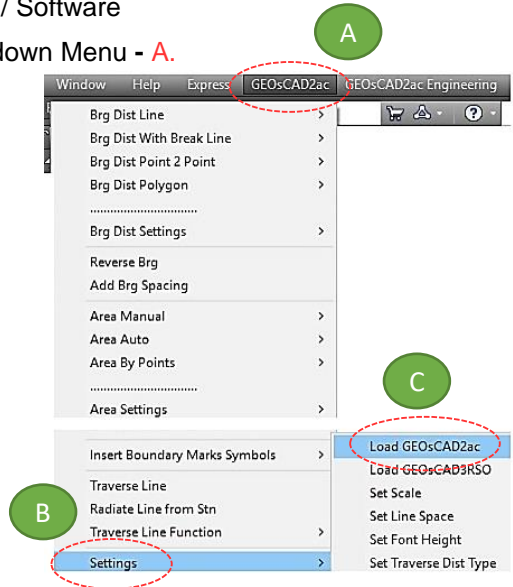 / Software
down Menu - A.
A
Window Help Express GEOsCAD2ac GEOsCAD2ac Engineering
Brg Dist Line
Brg Dist With Break Line
Brg Dist Point 2 Point
Brg Dist Polygon
................................
Brg Dist Settings
Reverse Brg
Add Brg Spacing
Area Manual
Area Auto
Area By Points
................................
Area Settings
C
Insert Boundary Marks Symbols
Traverse Line
Radiate Line from Stn
Traverse Line Function
B
Settings
Load GEOsCAD2ac
Load GEOsCAD3RSO
Set Scale
Set Line Space
Set Font Height
Set Traverse Dist Type